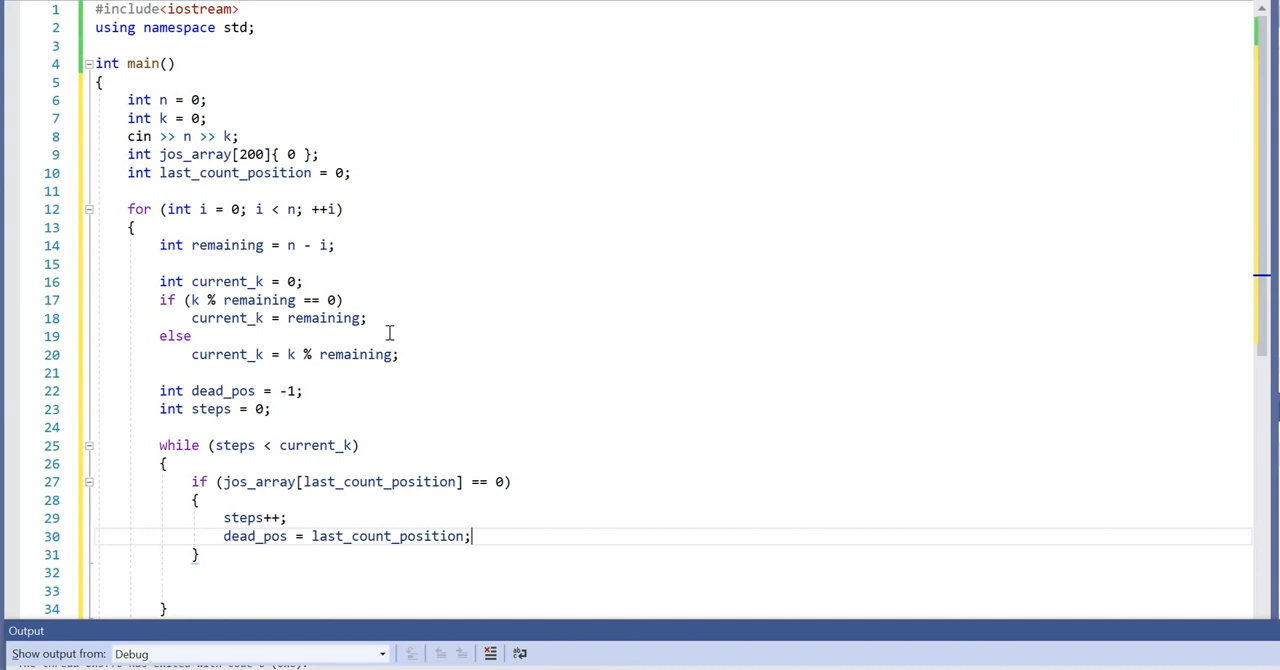 1 #include<iostream>
2 using namespace std;
3
4 int main()
5 {
6 int n = 0;
7 int k = 0;
8 cin >> n >> k;
9 int jos_array[200]{ 0 };
10 int last_count_position = 0;
11
12 for (int i = 0; i < n; ++i)
13 {
14 int remaining = n - i;
15
16 int current_k = 0;
17 if (k % remaining == 0)
18 current_k = remaining;
19 else
20 current_k = k % remaining;
21
22 int dead_pos = -1;
23 int steps = 0;
24
25 while (steps < current_k)
26 {
27 if (jos_array[last_count_position] == 0)
28 {
29 steps++;
30 dead_pos = last_count_position;
31 }
32
33
34 }
Output
Show output from: Debug